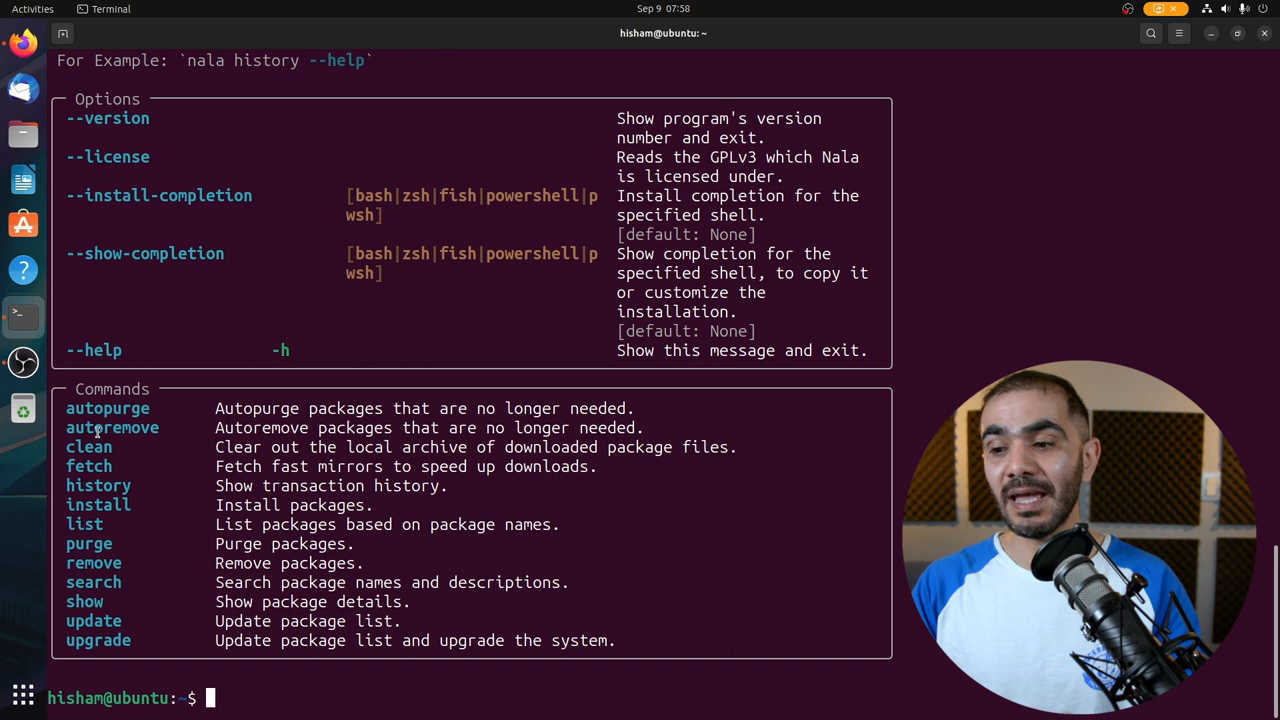 Activities Terminal Sep 9 07:58
hisham@ubuntu: ~
For Example: `nala history --help`
Options
--version Show program's version
number and exit.
--license Reads the GPLv3 which Nala
is licensed under.
--install-completion [bash|zsh|fish|powershell|p Install completion for the
wsh] specified shell.
[default: None]
--show-completion [bash|zsh|fish|powershell|p Show completion for the
wsh] specified shell, to copy it
or customize the
installation.
[default: None]
--help -h Show this message and exit.
Commands
autopurge Autopurge packages that are no longer needed.
autoremove Autoremove packages that are no longer needed.
clean Clear out the local archive of downloaded package files.
fetch Fetch fast mirrors to speed up downloads.
history Show transaction history.
install Install packages.
list List packages based on package names.
purge Purge packages.
remove Remove packages.
search Search package names and descriptions.
show Show package details.
update Update package list.
upgrade Update package list and upgrade the system.
hisham@ubuntu:~$